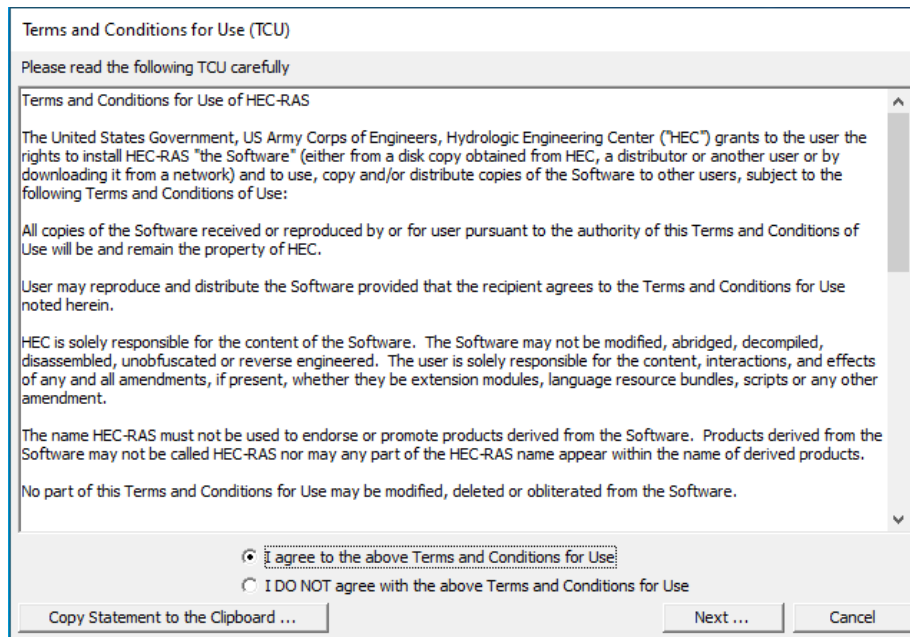 Terms and Conditions for Use (TCU)
Please read the following TCU carefully
Terms and Conditions for Use of HEC-RAS
The United States Government, US Army Corps of Engineers, Hydrologic Engineering Center ("HEC") grants to the user the
rights to install HEC-RAS "the Software" (either from a disk copy obtained from HEC, a distributor or another user or by
downloading it from a network) and to use, copy and/or distribute copies of the Software to other users, subject to the
following Terms and Conditions of Use:
All copies of the Software received or reproduced by or for user pursuant to the authority of this Terms and Conditions of
Use will be and remain the property of HEC.
User may reproduce and distribute the Software provided that the recipient agrees to the Terms and Conditions for Use
noted herein.
HEC is solely responsible for the content of the Software.  The Software may not be modified, abridged, decompiled,
disassembled, unobfuscated or reverse engineered.  The user is solely responsible for the content, interactions, and effects
of any and all amendments, if present, whether they be extension modules, language resource bundles, scripts or any other
amendment.
The name HEC-RAS must not be used to endorse or promote products derived from the Software.  Products derived from the
Software may not be called HEC-RAS nor may any part of the HEC-RAS name appear within the name of derived products.
No part of this Terms and Conditions for Use may be modified, deleted or obliterated from the Software.
I agree to the above Terms and Conditions for Use
I DO NOT agree with the above Terms and Conditions for Use
Copy Statement to the Clipboard ...
Next ...
Cancel